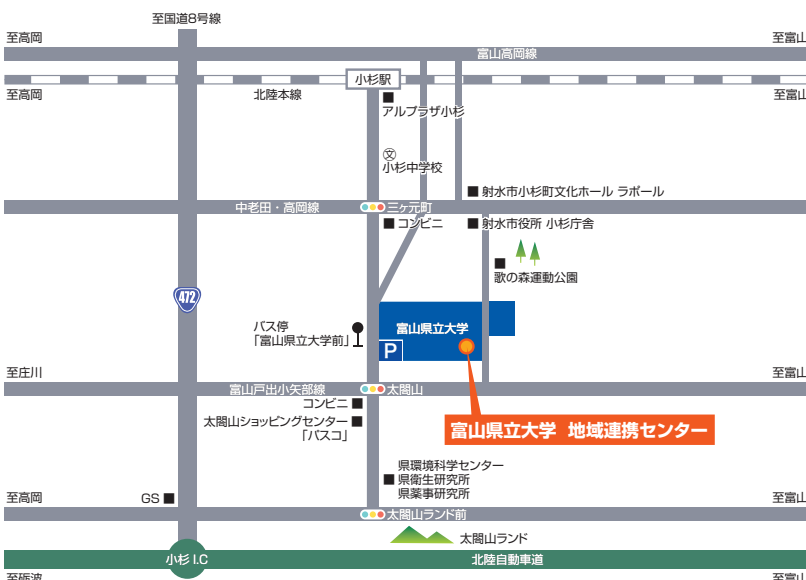 至国道8号線
至高岡
至富山
富山高岡線
小杉駅
至高岡
北陸本線
至富山
アルプラザ小杉
文
小杉中学校
射水市小杉町文化ホール ラポール
中老田・高岡線
三ヶ元町
コンビニ
射水市役所 小杉庁舎
歌の森運動公園
472
バス停
「富山県立大学前」
富山県立大学
P
至庄川
至富山
富山戸出小矢部線
太閤山
コンビニ
太閤山ショッピングセンター
「パスコ」
富山県立大学 地域連携センター
県環境科学センター
県衛生研究所
県薬事研究所
至高岡
GS
至富山
太閤山ランド前
太閤山ランド
小杉 I.C
北陸自動車道
至砺波
至富山